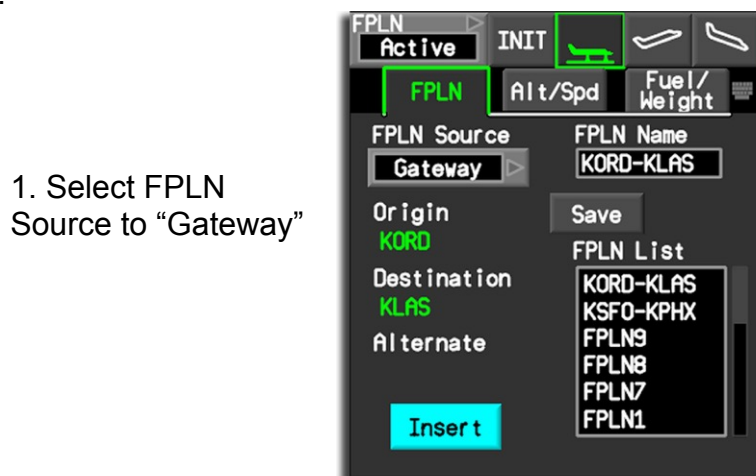 1. Select FPLN
Source to “Gateway”
FPLN
Active
INIT
FPLN
Alt/Spd
Fuel/
Weight
FPLN Source
Gateway
Origin
KORD
Destination
KLAS
Alternate
Insert
FPLN Name
KORD-KLAS
Save
FPLN List
KORD-KLAS
KSFO-KPHX
FPLN9
FPLN8
FPLN7
FPLN1